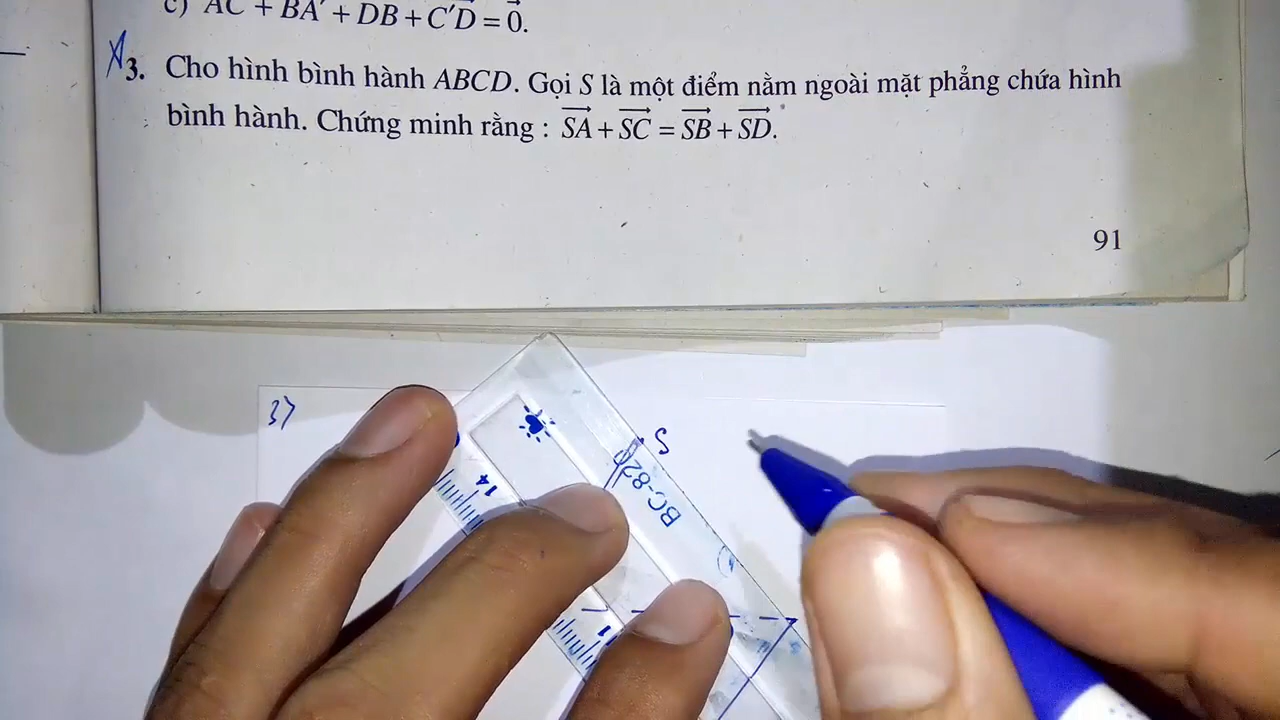 c) AC + BA' + DB + C'D = 0.
3. Cho hình bình hành ABCD. Gọi S là một điểm nằm ngoài mặt phẳng chứa hình
bình hành. Chứng minh rằng : SA + SC = SB + SD.
91
3)
S
BC-82
14